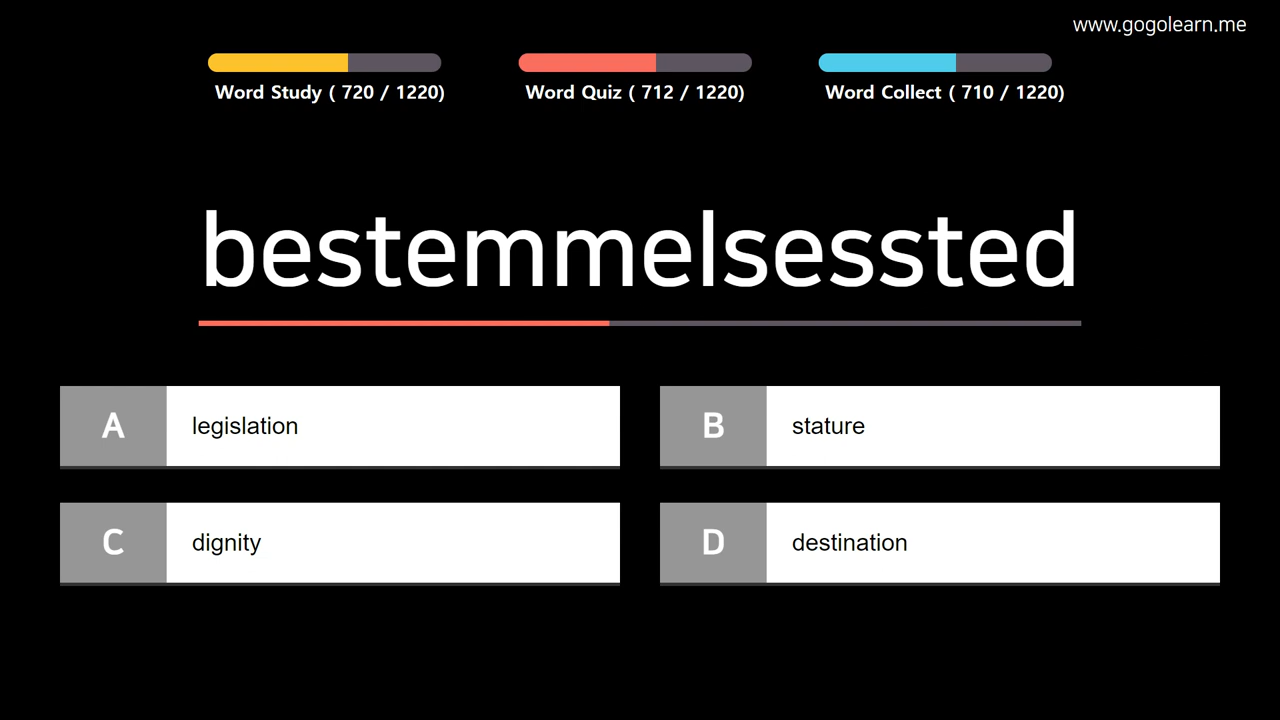 www.gogolearn.me
Word Study ( 720 / 1220)
Word Quiz ( 712 / 1220)
Word Collect ( 710 / 1220)
bestemmelsessted
A legislation
B stature
C dignity
D destination